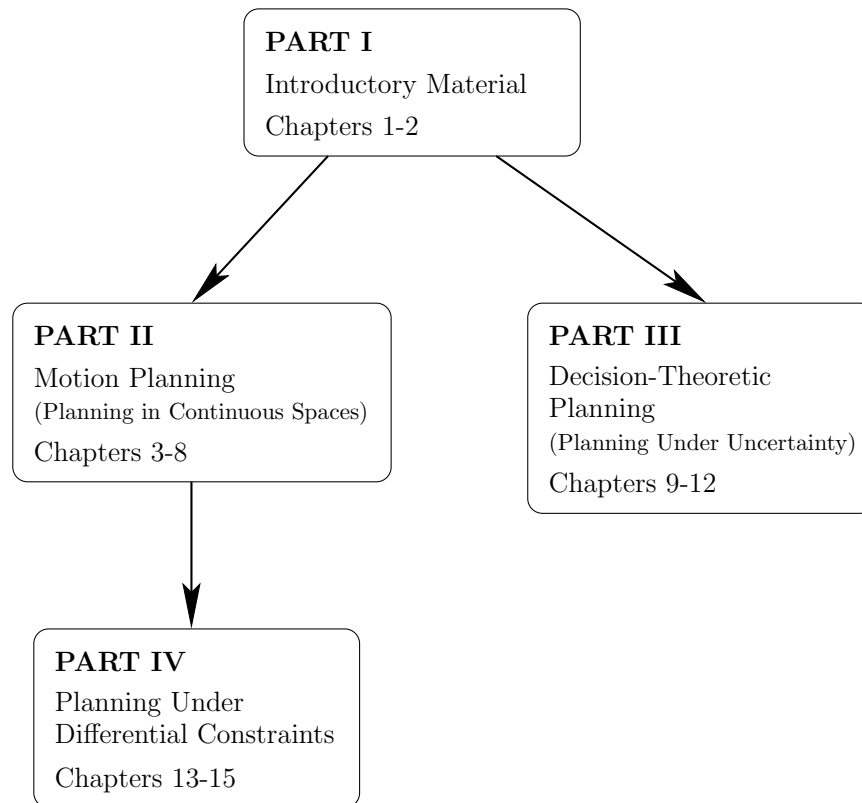 PART I
Introductory Material
Chapters 1-2
PART II
Motion Planning
(Planning in Continuous Spaces)
Chapters 3-8
PART III
Decision-Theoretic
Planning
(Planning Under Uncertainty)
Chapters 9-12
PART IV
Planning Under
Differential Constraints
Chapters 13-15